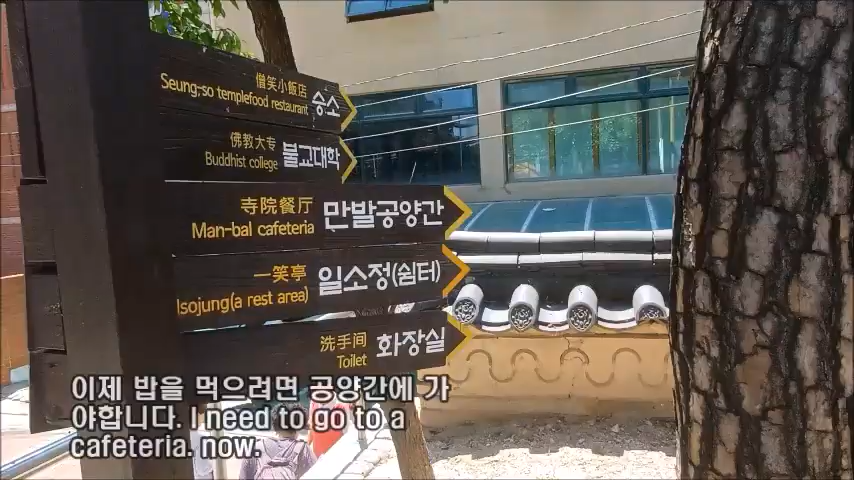 僧笑小飯店
Seung,so templefood restaurant 승소
佛教大专
Buddhist college 불교대학
寺院餐厅
Man-bal cafeteria 만발공양간
一笑亭
Isojung(a rest area) 일소정(쉼터)
洗手间
Toilet 화장실
이제 밥을 먹으려면 공양간에 가
야합니다. I need to go to a
cafeteria. now.